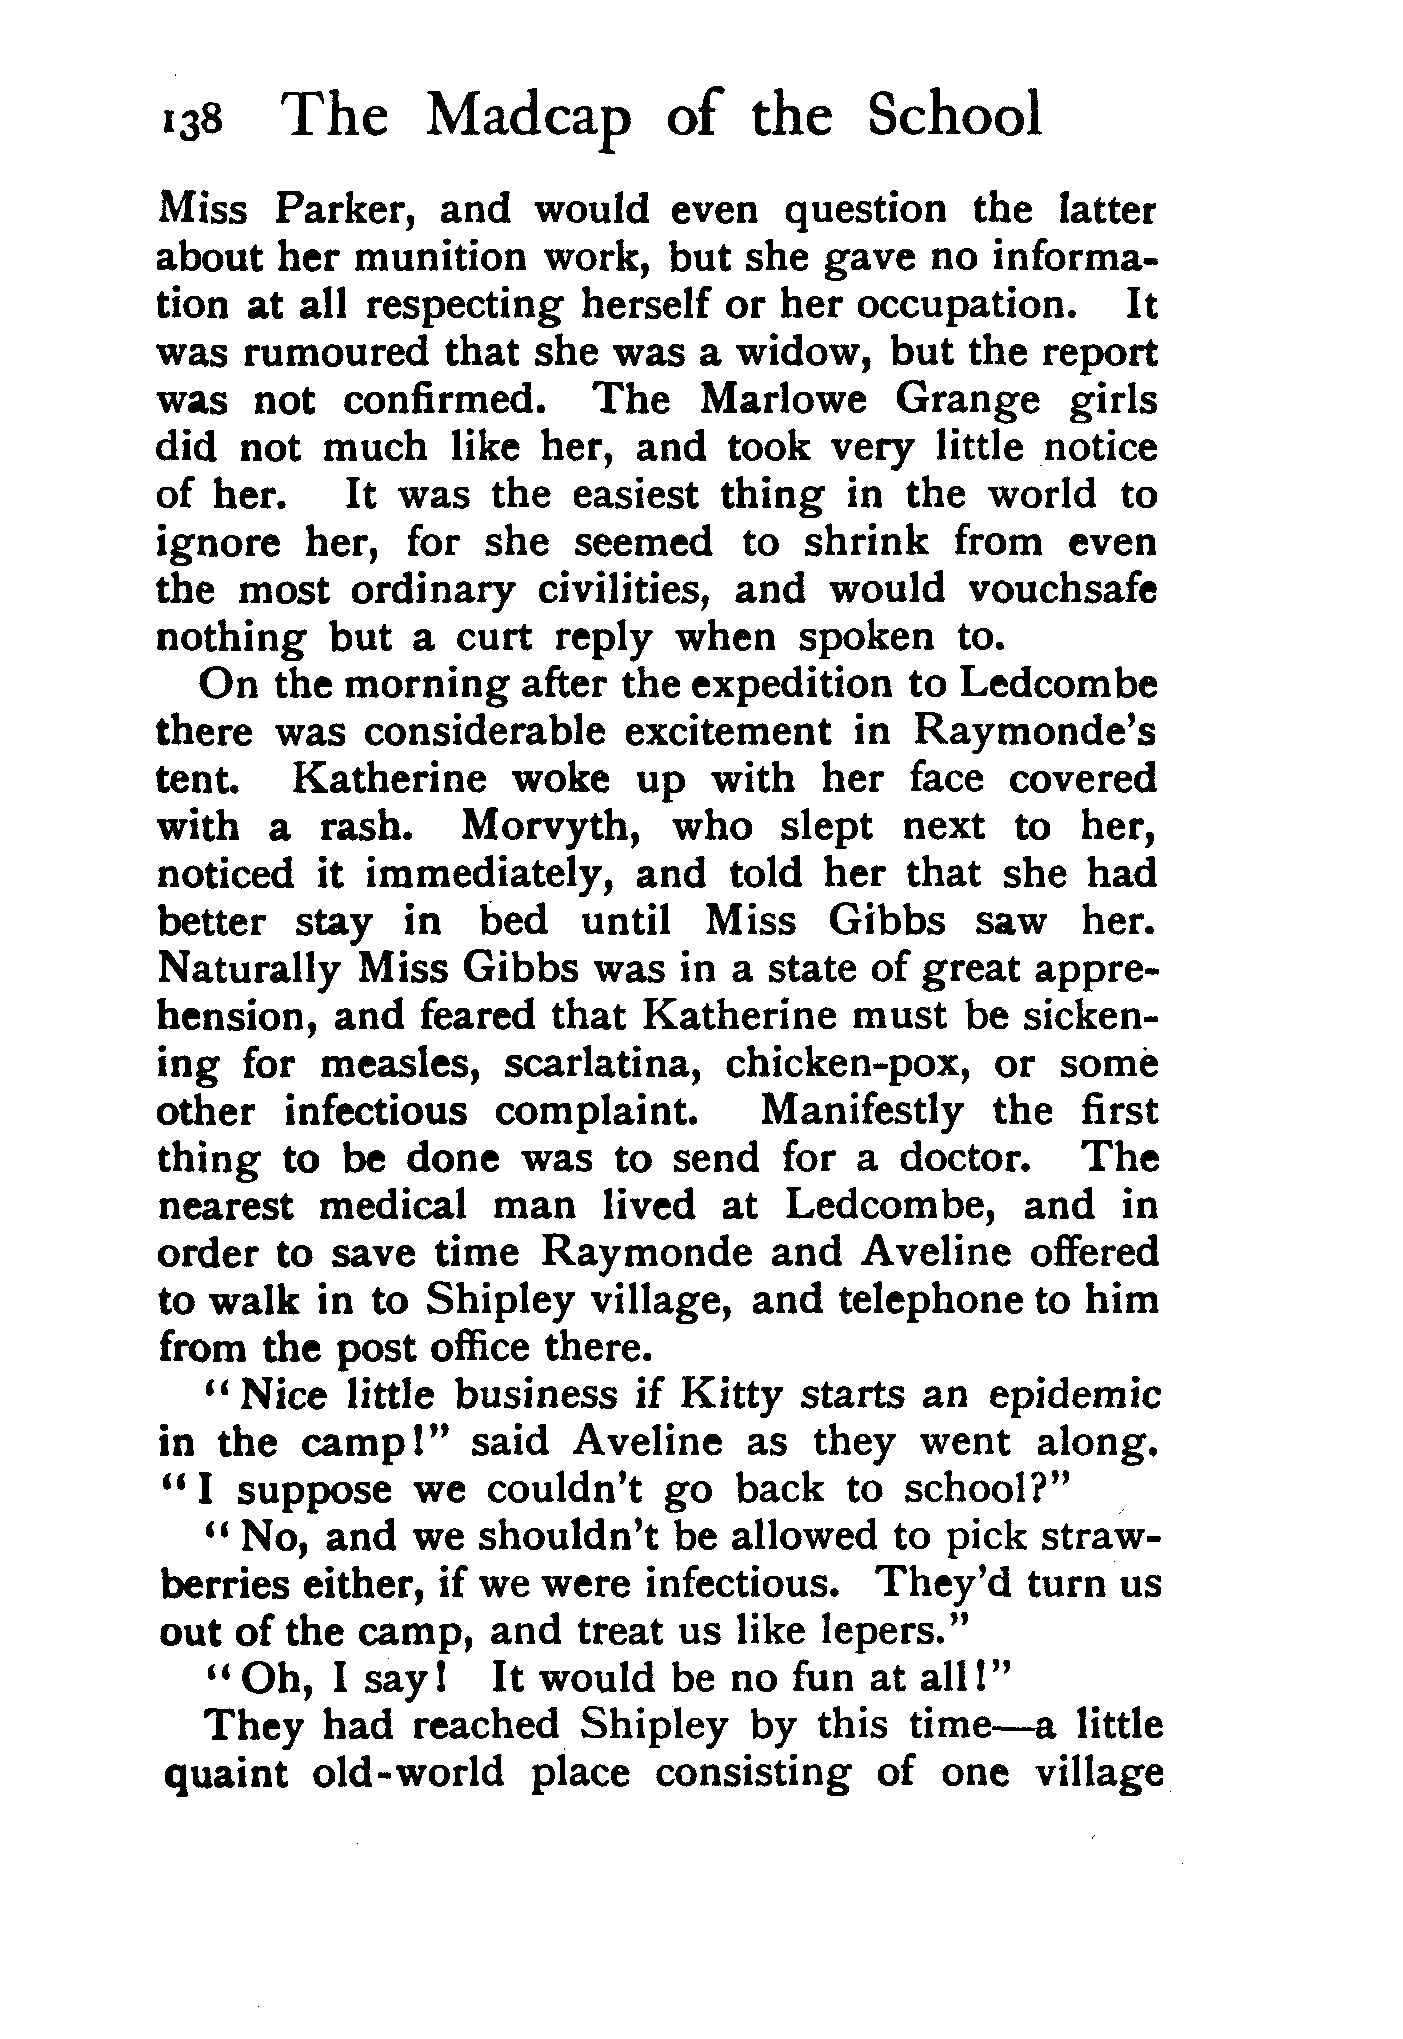 138 The Madcap of the School
Miss Parker, and would even question the latter
about her munition work, but she gave no informa-
tion at all respecting herself or her occupation. It
was rumoured that she was a widow, but the report
was not confirmed. The Marlowe Grange girls
did not much like her, and took very little notice
of her. It was the easiest thing in the world to
ignore her, for she seemed to shrink from even
the most ordinary civilities, and would vouchsafe
nothing but a curt reply when spoken to.
On the morning after the expedition to Ledcombe
there was considerable excitement in Raymonde's
tent. Katherine woke up with her face covered
with a rash. Morvyth, who slept next to her,
noticed it immediately, and told her that she had
better stay in bed until Miss Gibbs saw her.
Naturally Miss Gibbs was in a state of great appre-
hension, and feared that Katherine must be sicken-
ing for measles, scarlatina, chicken-pox, or some
other infectious complaint. Manifestly the first
thing to be done was to send for a doctor. The
nearest medical man lived at Ledcombe, and in
order to save time Raymonde and Aveline offered
to walk in to Shipley village, and telephone to him
from the post office there.
“Nice little business if Kitty starts an epidemic
in the camp!” said Aveline as they went along.
“I suppose we couldn't go back to school?”
“No, and we shouldn't be allowed to pick straw-
berries either, if we were infectious. They'd turn us
out of the camp, and treat us like lepers.”
“Oh, I say! It would be no fun at all!”
They had reached Shipley by this time—a little
quaint old-world place consisting of one village